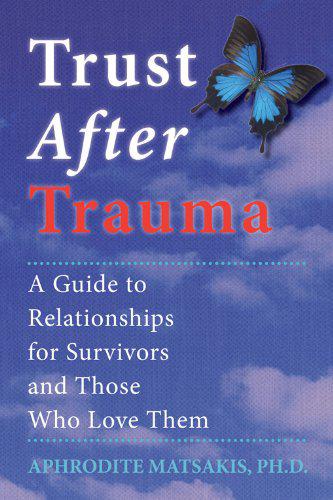 Trust
After
Trauma
A Guide to
Relationships
for Survivors
and Those
Who Love Them
APHRODITE MATSAKIS, PH.D.